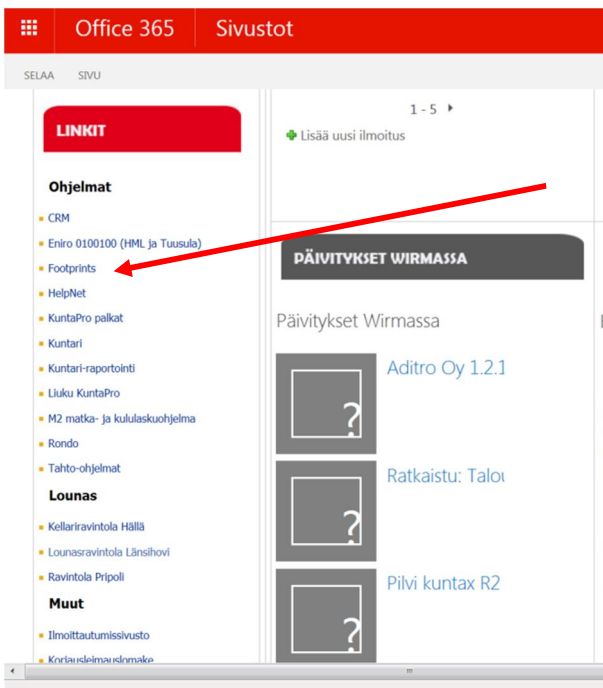 Office 365 Sivustot
SELAA SIVU
LINKIT
Ohjelmat
CRM
Eniro 0100100 (HML ja Tuusula)
Footprints
HelpNet
KuntaPro palkat
Kuntari
Kuntari-raportointi
Liuku KuntaPro
M2 matka- ja kululaskuohjelma
Rondo
Tahto-ohjelmat
Lounas
Kellariravintola Hällä
Lounasravintola Länsihovi
Ravintola Pripoli
Muut
Ilmoittautumissivusto
Korjausleimauslomake
1 - 5
Lisää uusi ilmoitus
PÄIVITYKSET WIRMASSA
Päivitykset Wirmassa
Aditro Oy 1.2.1
Ratkaistu: Talou
Pilvi kuntax R2